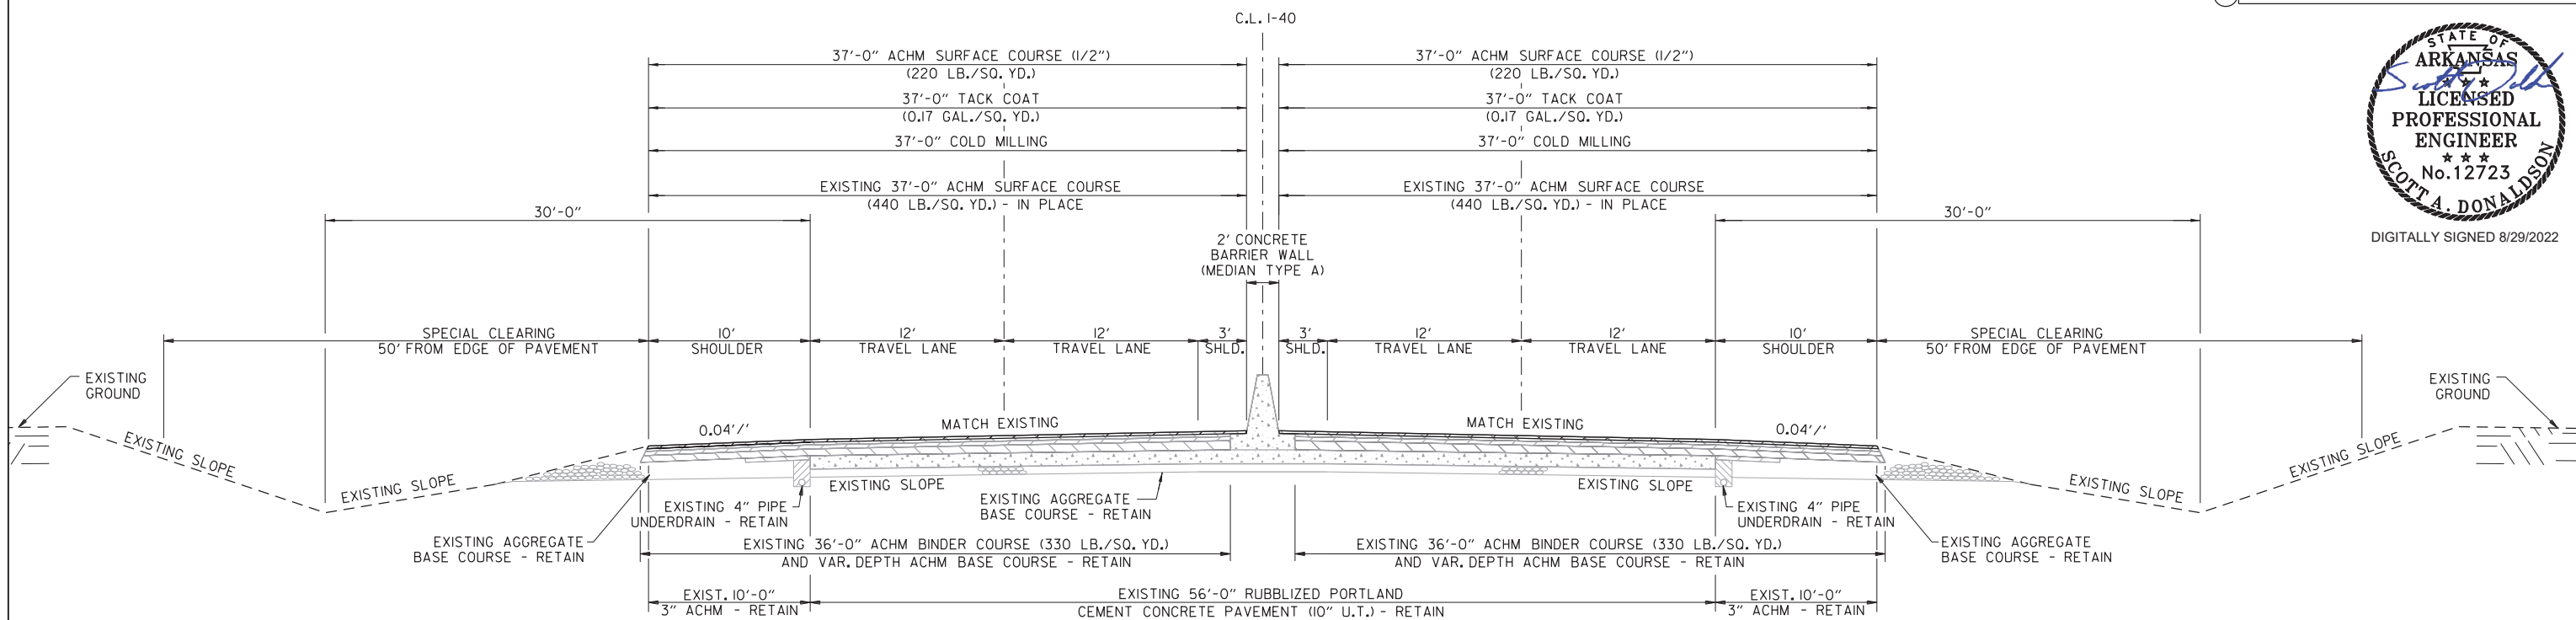 C.L. I-40
37'-0" ACHM SURFACE COURSE (1/2")
(220 LB./SQ. YD.)
37'-0" TACK COAT
(0.17 GAL./SQ. YD.)
37'-0" COLD MILLING
EXISTING 37'-0" ACHM SURFACE COURSE
(440 LB./SQ. YD.) - IN PLACE
37'-0" ACHM SURFACE COURSE (1/2")
(220 LB./SQ. YD.)
37'-0" TACK COAT
(0.17 GAL./SQ. YD.)
37'-0" COLD MILLING
EXISTING 37'-0" ACHM SURFACE COURSE
(440 LB./SQ. YD.) - IN PLACE
STATE OF
ARKANSAS
LICENSED
PROFESSIONAL
ENGINEER
No.12723
SCOTT A. DONALDSON
DIGITALLY SIGNED 8/29/2022
30'-0"
30'-0"
2' CONCRETE
BARRIER WALL
(MEDIAN TYPE A)
SPECIAL CLEARING
50' FROM EDGE OF PAVEMENT
10'
SHOULDER
12'
TRAVEL LANE
12'
TRAVEL LANE
3'
SHLD.
3'
SHLD.
12'
TRAVEL LANE
12'
TRAVEL LANE
10'
SHOULDER
SPECIAL CLEARING
50' FROM EDGE OF PAVEMENT
EXISTING
GROUND
EXISTING
GROUND
EXISTING SLOPE
EXISTING SLOPE
0.04'/'
MATCH EXISTING
MATCH EXISTING
0.04'/'
EXISTING SLOPE
EXISTING SLOPE
EXISTING SLOPE
EXISTING SLOPE
EXISTING 4" PIPE
UNDERDRAIN - RETAIN
EXISTING AGGREGATE
BASE COURSE - RETAIN
EXISTING 4" PIPE
UNDERDRAIN - RETAIN
EXISTING AGGREGATE
BASE COURSE - RETAIN
EXISTING 36'-0" ACHM BINDER COURSE (330 LB./SQ. YD.)
AND VAR. DEPTH ACHM BASE COURSE - RETAIN
EXISTING 36'-0" ACHM BINDER COURSE (330 LB./SQ. YD.)
AND VAR. DEPTH ACHM BASE COURSE - RETAIN
EXISTING AGGREGATE
BASE COURSE - RETAIN
EXIST. 10'-0"
3" ACHM - RETAIN
EXISTING 56'-0" RUBBLIZED PORTLAND
CEMENT CONCRETE PAVEMENT (10" U.T.) - RETAIN
EXIST. 10'-0"
3" ACHM - RETAIN